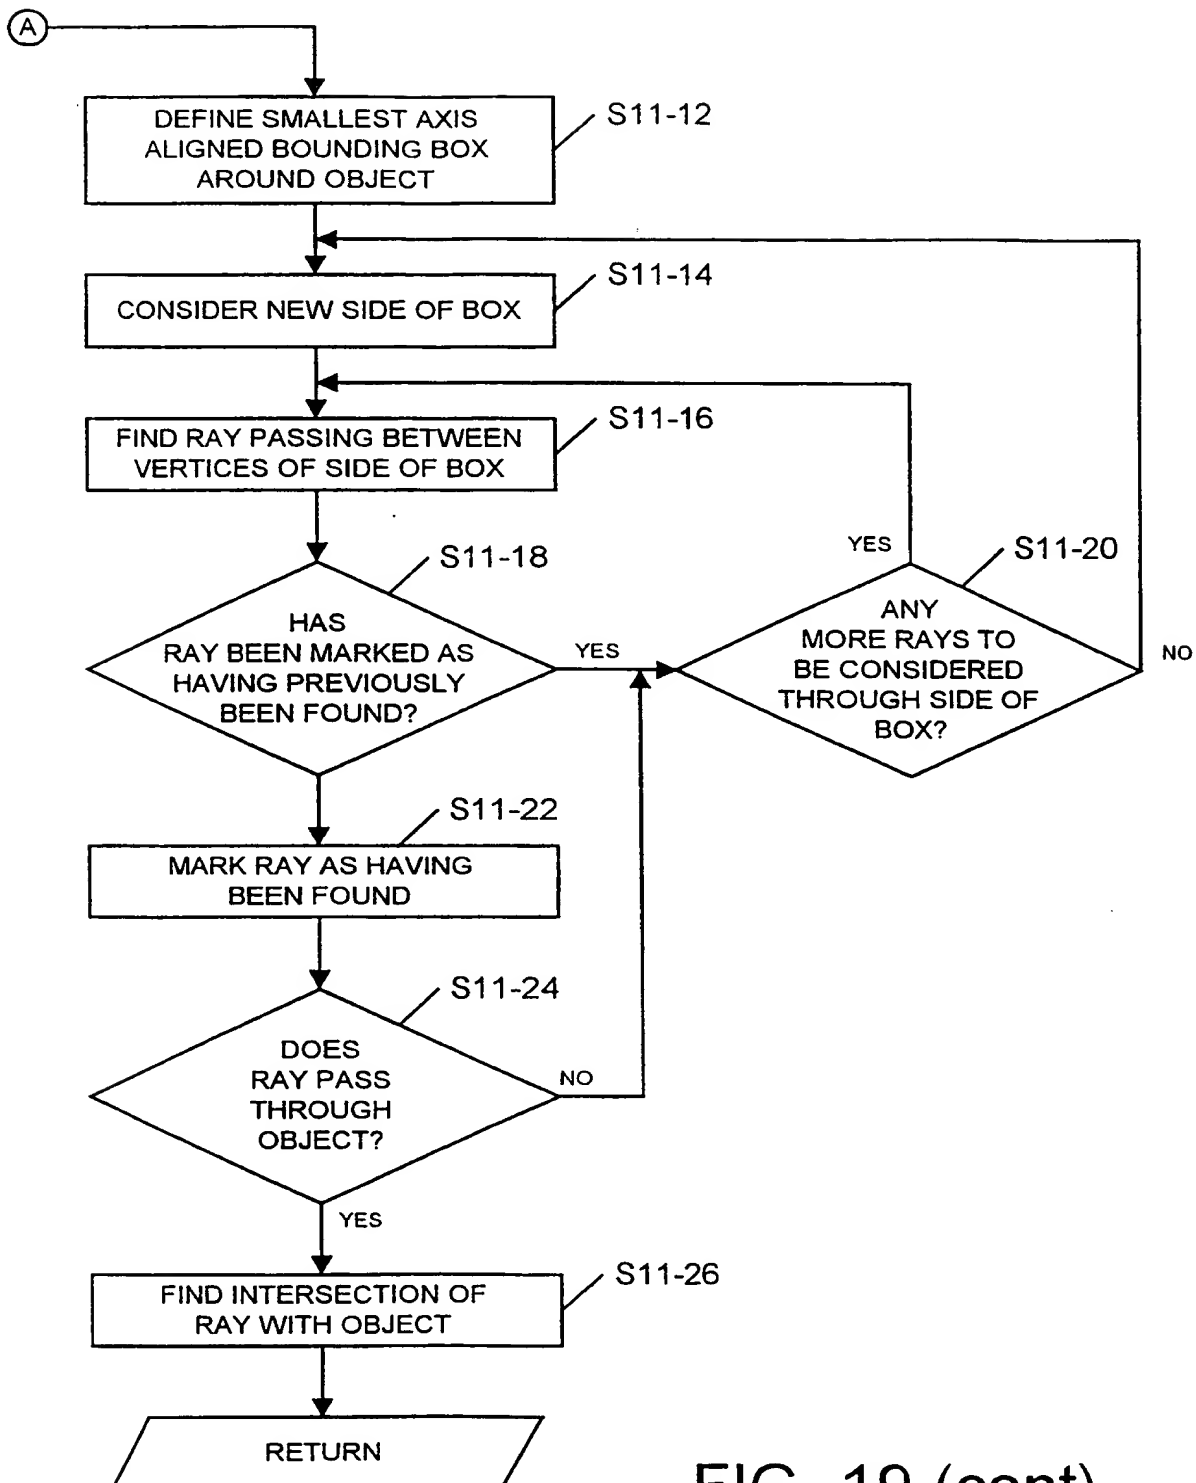 A
DEFINE SMALLEST AXIS
ALIGNED BOUNDING BOX
AROUND OBJECT
S11-12
CONSIDER NEW SIDE OF BOX
S11-14
FIND RAY PASSING BETWEEN
VERTICES OF SIDE OF BOX
S11-16
HAS
RAY BEEN MARKED AS
HAVING PREVIOUSLY
BEEN FOUND?
S11-18
YES
YES
ANY
MORE RAYS TO
BE CONSIDERED
THROUGH SIDE OF
BOX?
S11-20
NO
MARK RAY AS HAVING
BEEN FOUND
S11-22
DOES
RAY PASS
THROUGH
OBJECT?
S11-24
NO
YES
FIND INTERSECTION OF
RAY WITH OBJECT
S11-26
RETURN
FIG. 19 (cont)